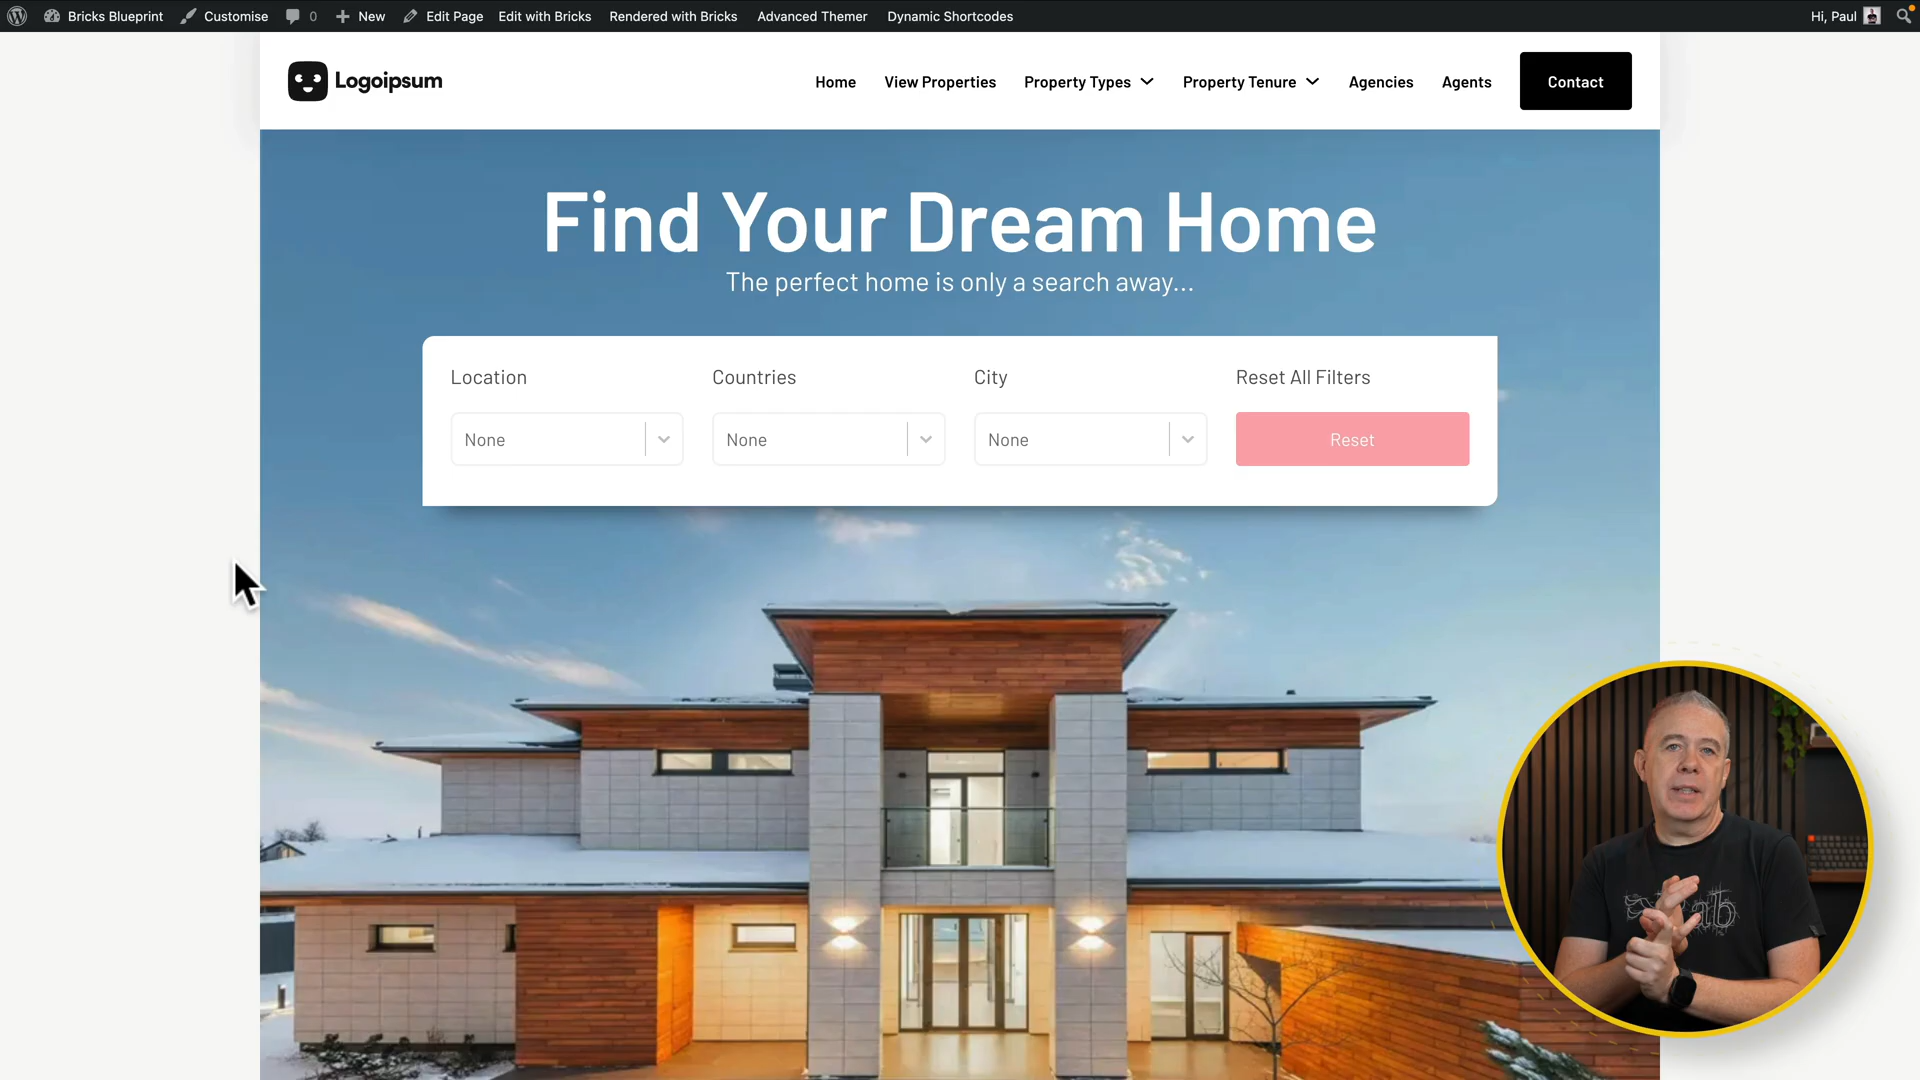 Bricks Blueprint Customise 0 New Edit Page Edit with Bricks Rendered with Bricks Advanced Themer Dynamic Shortcodes Hi, Paul
Logoipsum Home View Properties Property Types Property Tenure Agencies Agents Contact
Find Your Dream Home
The perfect home is only a search away...
Location Countries City Reset All Filters
None None None Reset